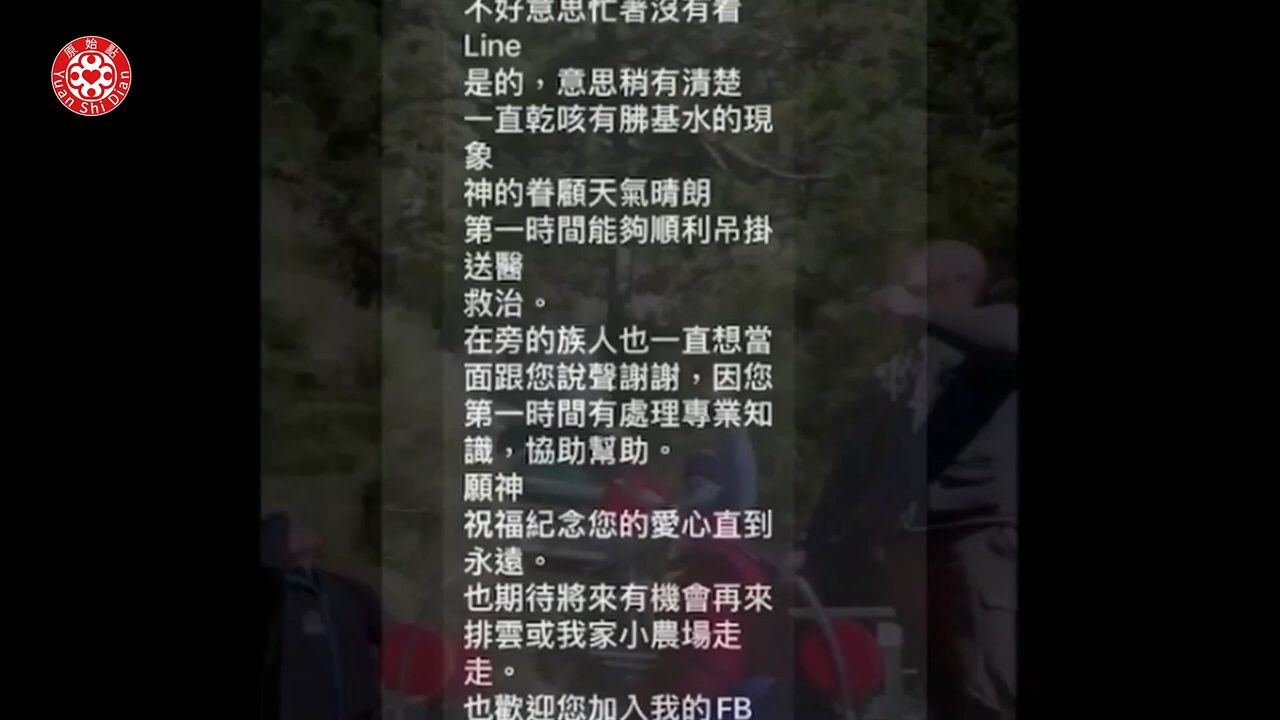 原始點
Yuan Shi Dian
不好意思忙著沒有看
Line
是的，意思稍有清楚
一直乾咳有胇基水的現
象
神的眷顧天氣晴朗
第一時間能夠順利吊掛
送醫
救治。
在旁的族人也一直想當
面跟您說聲謝謝，因您
第一時間有處理專業知
識，協助幫助。
願神
祝福紀念您的愛心直到
永遠。
也期待將來有機會再來
排雲或我家小農場走
走。
也歡迎您加入我的FB